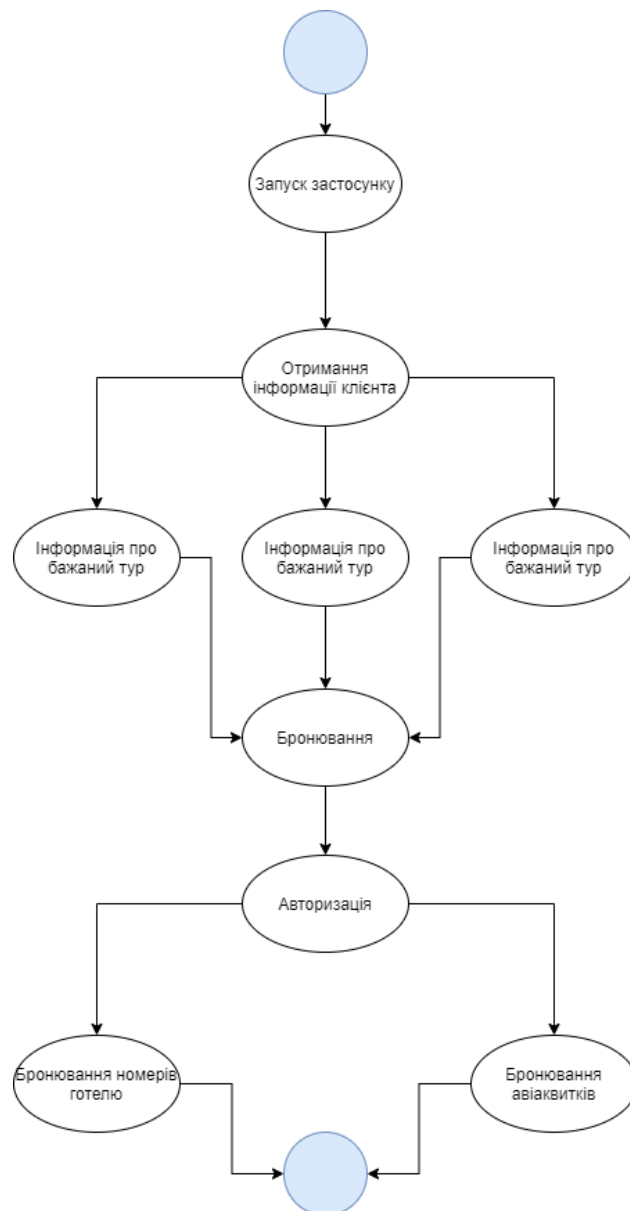 Запуск застосунку
Отримання
інформації клієнта
Інформація про
бажаний тур
Інформація про
бажаний тур
Інформація про
бажаний тур
Бронювання
Авторизація
Бронювання номерів
готелю
Бронювання
авіаквитків